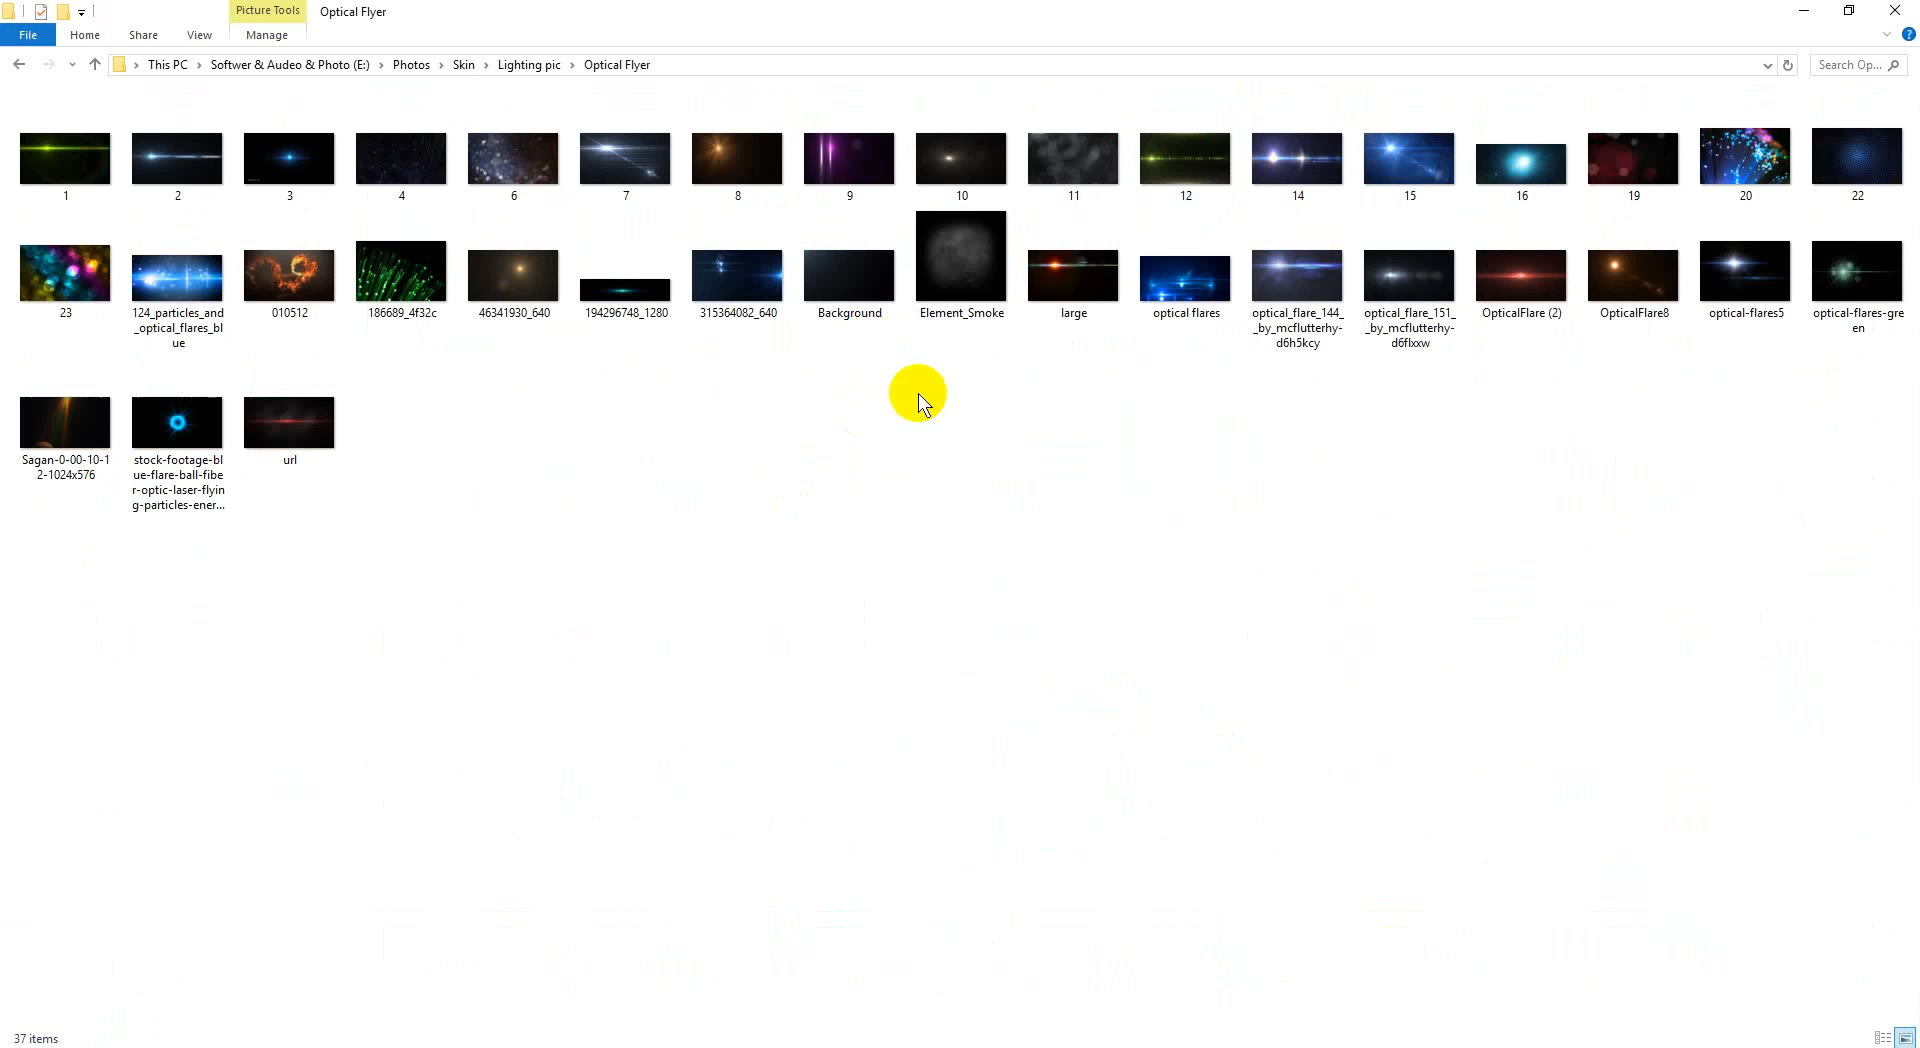 Picture Tools
Optical Flyer
File
Home
Share
View
Manage
This PC
Softwer & Audeo & Photo (E:)
Photos
Skin
Lighting pic
Optical Flyer
Search Op...
1
2
3
4
6
7
8
9
10
11
12
14
15
16
19
20
22
23
124_particles_and
_optical_flares_bl
ue
010512
186689_4f32c
46341930_640
194296748_1280
315364082_640
Background
Element_Smoke
large
optical flares
optical_flare_144_
_by_mcflutterhy-
d6h5kcy
optical_flare_151_
_by_mcflutterhy-
d6flxxw
OpticalFlare (2)
OpticalFlare8
optical-flares5
optical-flares-gre
en
Sagan-0-00-10-1
2-1024x576
stock-footage-bl
ue-flare-ball-fibe
r-optic-laser-flyin
g-particles-ener...
url
37 items